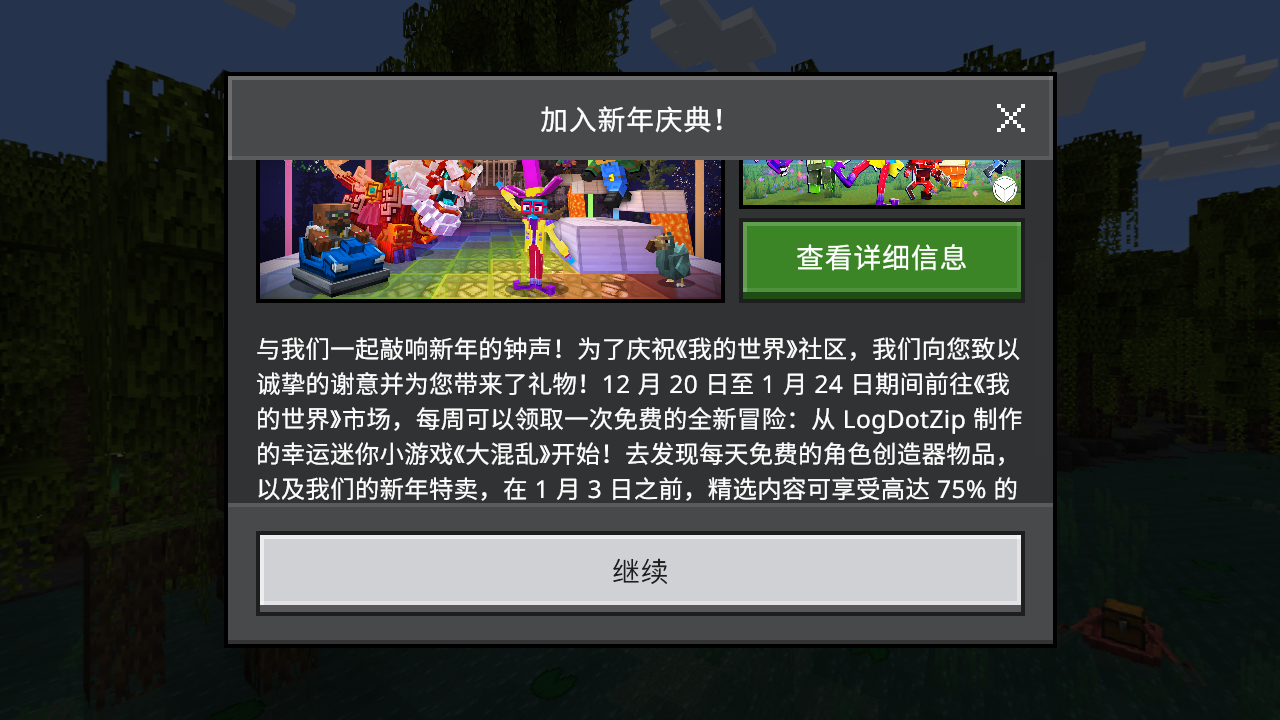 加入新年庆典！
查看详细信息
与我们一起敲响新年的钟声！为了庆祝《我的世界》社区，我们向您致以
诚挚的谢意并为您带来了礼物！12 月 20 日至 1 月 24 日期间前往《我
的世界》市场，每周可以领取一次免费的全新冒险：从 LogDotZip 制作
的幸运迷你小游戏《大混乱》开始！去发现每天免费的角色创造器物品，
以及我们的新年特卖，在 1 月 3 日之前，精选内容可享受高达 75% 的
继续